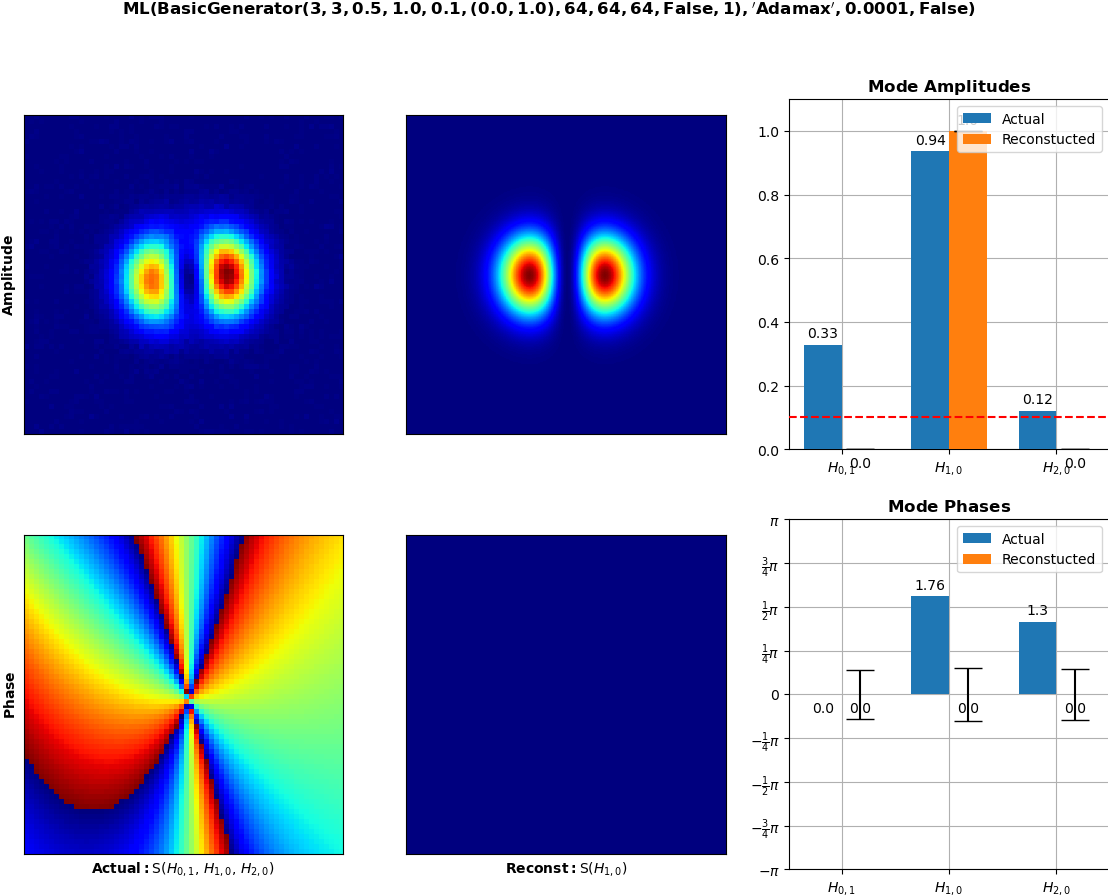 ML(BasicGenerator(3, 3, 0.5, 1.0, 0.1, (0.0, 1.0), 64, 64, 64, False, 1), 'Adamax', 0.0001, False)
Amplitude
Mode Amplitudes
Actual
Reconstucted
1.0
0.8
0.6
0.4
0.2
0.0
0.33
0.94
0.12
0.0
0.0
H0,1
H1,0
H2,0
Phase
Actual: S(H0,1, H1,0, H2,0)
Reconst: S(H1,0)
Mode Phases
Actual
Reconstucted
π
3/4π
1/2π
1/4π
0
−1/4π
−1/2π
−3/4π
−π
0.0
0.0
1.76
0.0
1.3
0.0
H0,1
H1,0
H2,0